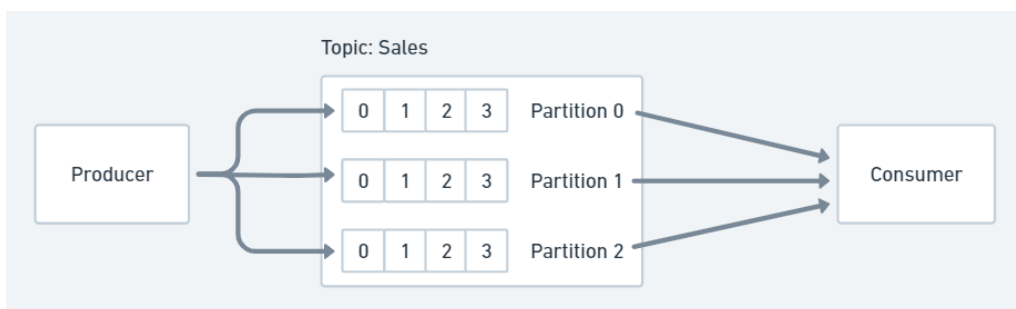 Topic: Sales
0 1 2 3 Partition 0
Producer
0 1 2 3 Partition 1
Consumer
0 1 2 3 Partition 2